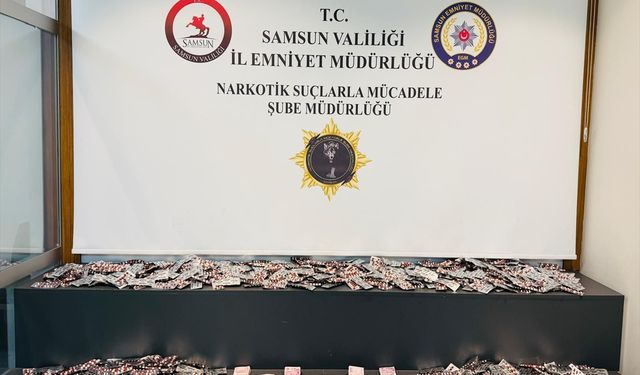 T.C.
SAMSUN VALİLİĞİ
İL EMNİYET MÜDÜRLÜĞÜ
NARKOTİK SUÇLARLA MÜCADELE
ŞUBE MÜDÜRLÜĞÜ
SAMSUN
SAMSUN VALİLİĞİ
SAMSUN EMNİYET MÜDÜRLÜĞÜ
EGM